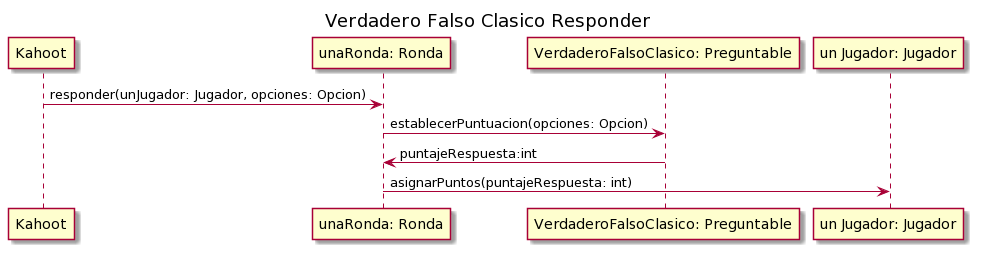 Verdadero Falso Clasico Responder
Kahoot
unaRonda: Ronda
VerdaderoFalsoClasico: Preguntable
un Jugador: Jugador
responder(unJugador: Jugador, opciones: Opcion)
establecerPuntuacion(opciones: Opcion)
puntajeRespuesta:int
asignarPuntos(puntajeRespuesta: int)
Kahoot
unaRonda: Ronda
VerdaderoFalsoClasico: Preguntable
un Jugador: Jugador